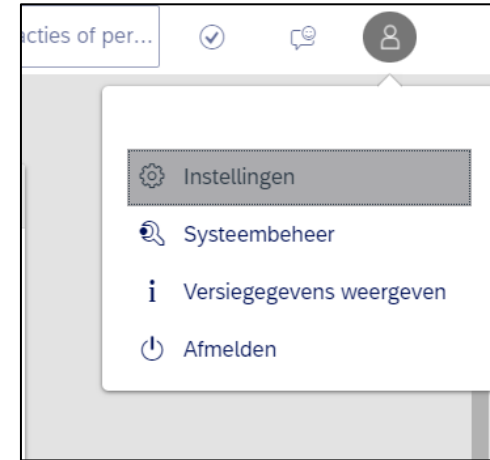 acties of per...
Instellingen
Systeembeheer
Versiegegevens weergeven
Afmelden